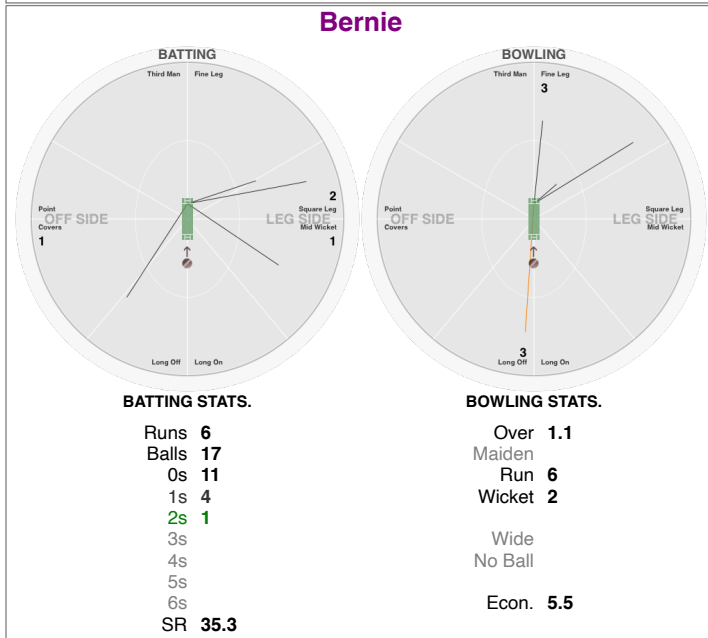 Bernie
BATTING
Third Man Fine Leg
2
Point Square Leg
OFF SIDE LEG SIDE
Covers Mid Wicket
1 1
Long Off Long On
BATTING STATS.
Runs 6
Balls 17
0s 11
1s 4
2s 1
3s
4s
5s
6s
SR 35.3
BOWLING
Third Man Fine Leg
3
Point Square Leg
OFF SIDE LEG SIDE
Covers Mid Wicket
3
Long Off Long On
BOWLING STATS.
Over 1.1
Maiden
Run 6
Wicket 2
Wide
No Ball
Econ. 5.5